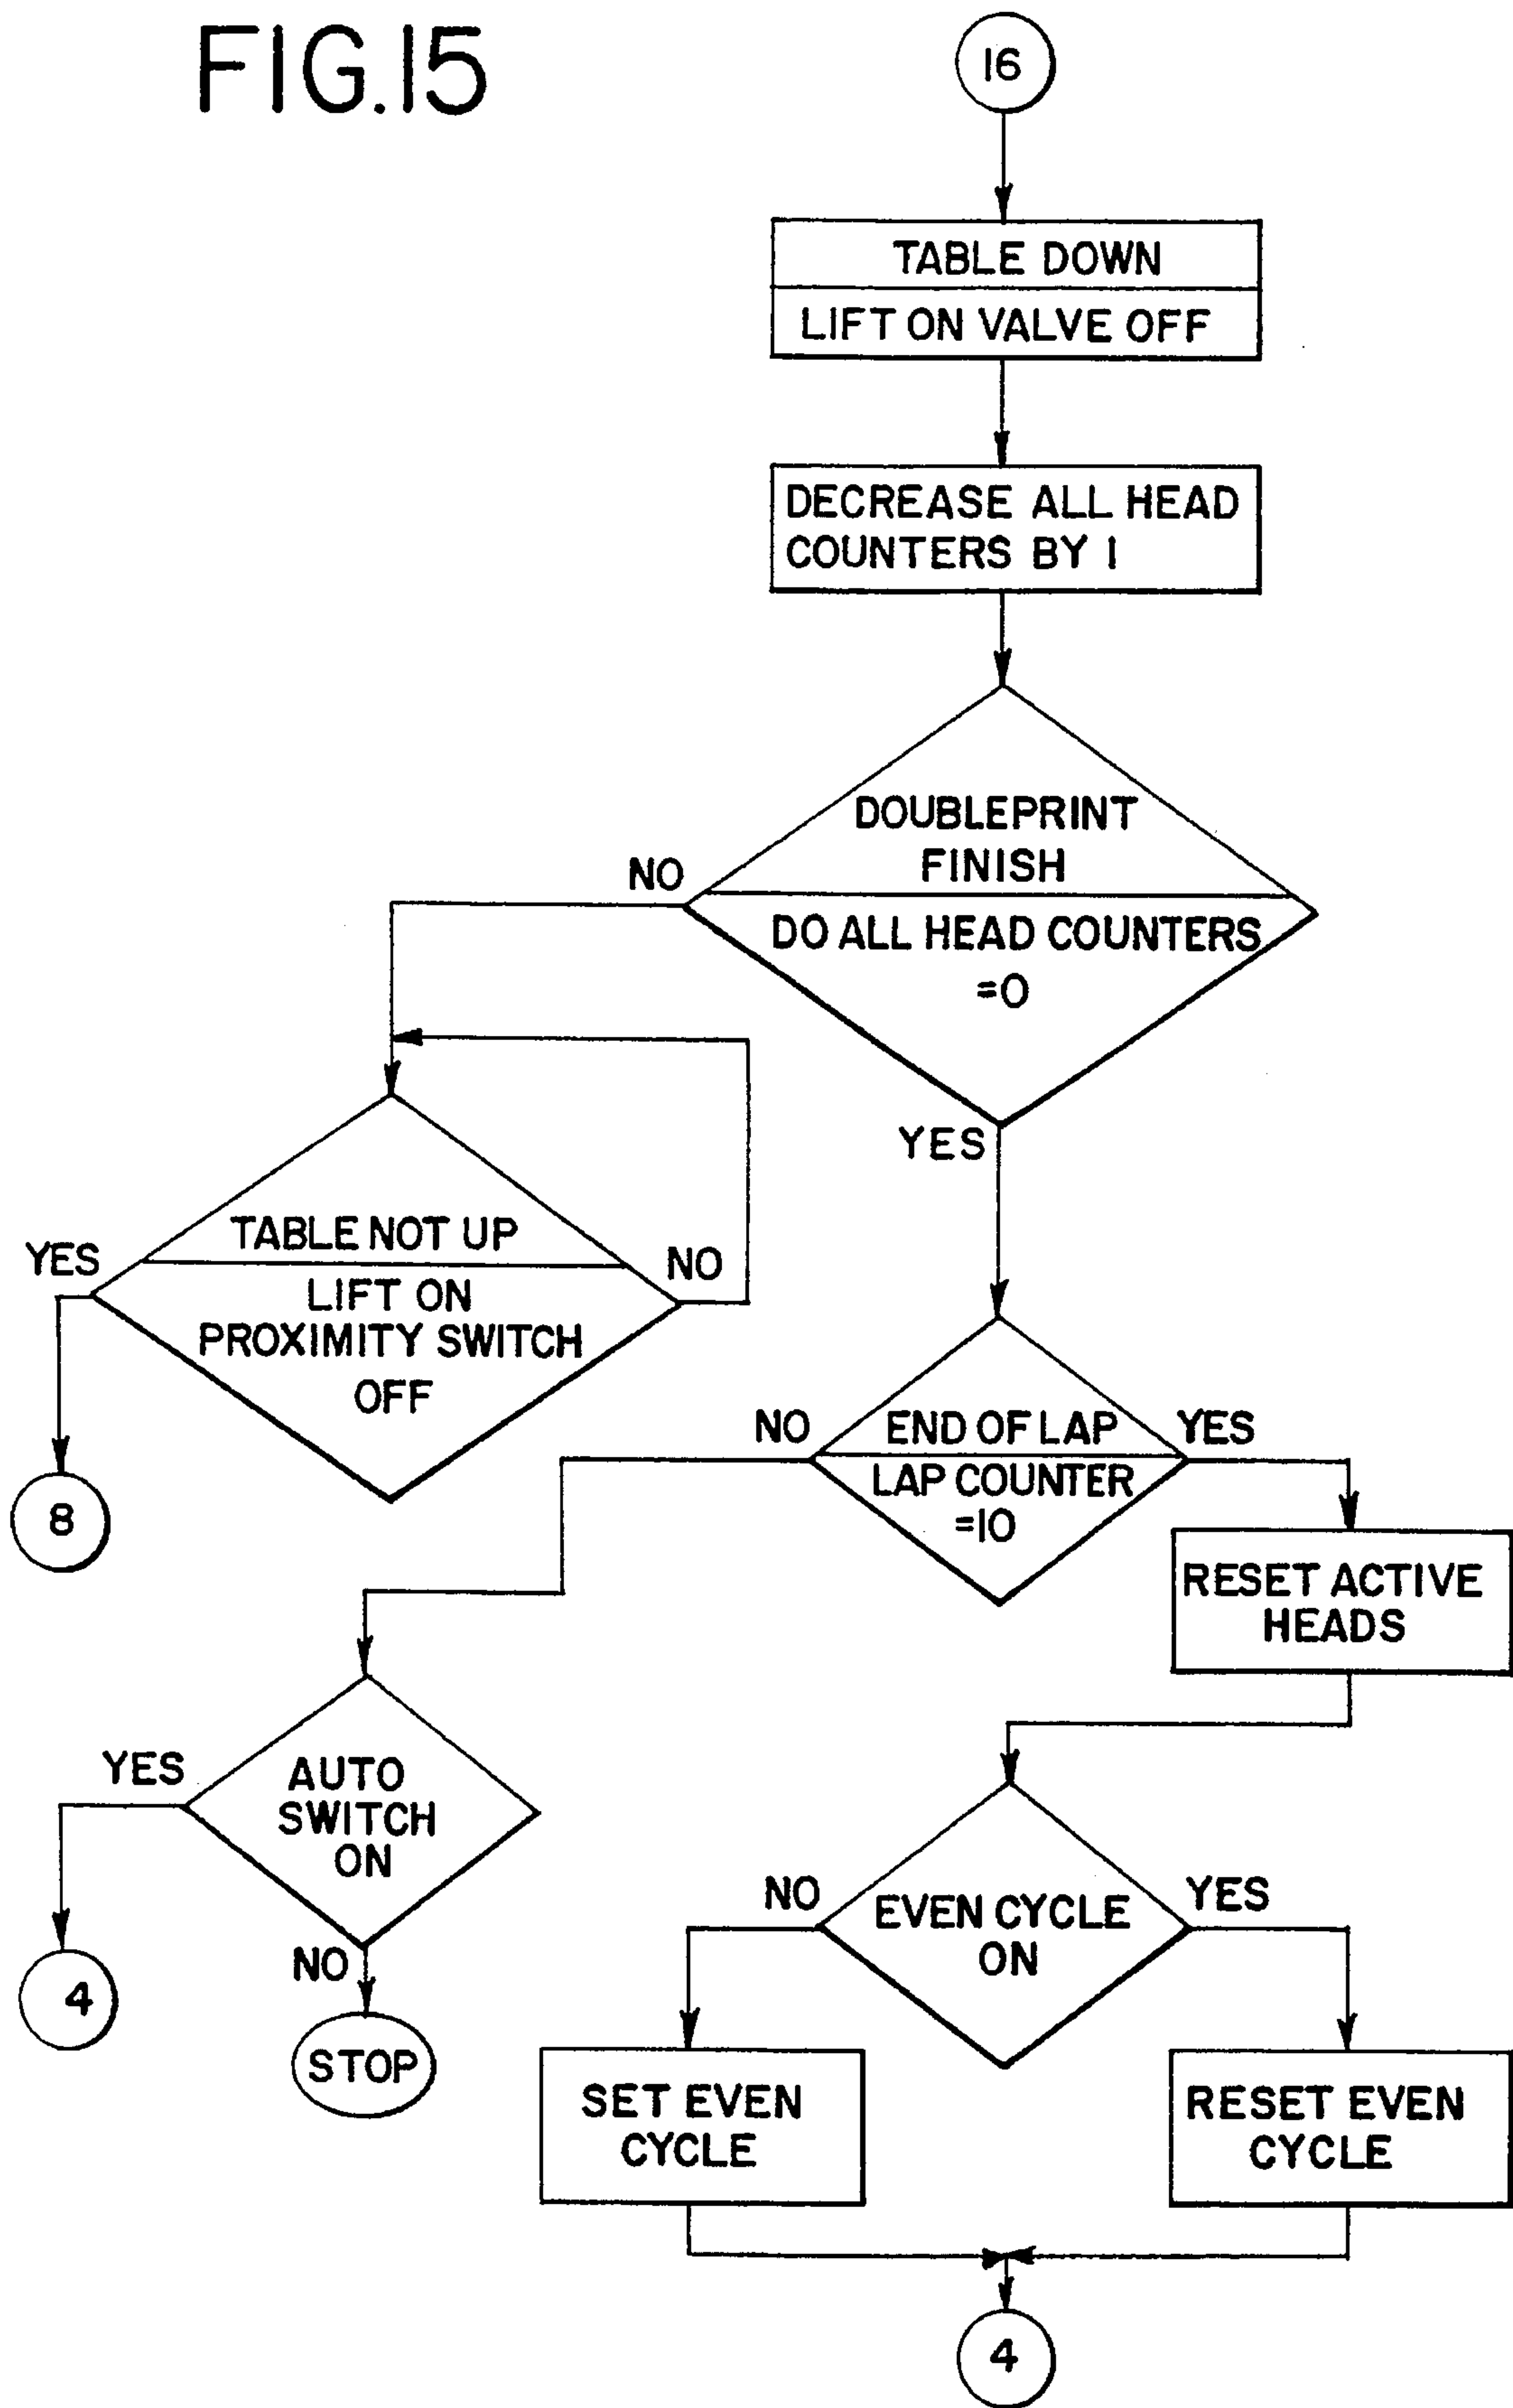 FIG.15
16
TABLE DOWN
LIFT ON VALVE OFF
DECREASE ALL HEAD
COUNTERS BY 1
DOUBLEPRINT
FINISH
NO
DO ALL HEAD COUNTERS
=0
YES
TABLE NOT UP
YES
NO
LIFT ON
PROXIMITY SWITCH
OFF
8
NO
END OF LAP
YES
LAP COUNTER
=10
RESET ACTIVE
HEADS
YES
AUTO
SWITCH
ON
NO
4
STOP
NO
EVEN CYCLE
ON
YES
SET EVEN
CYCLE
RESET EVEN
CYCLE
4